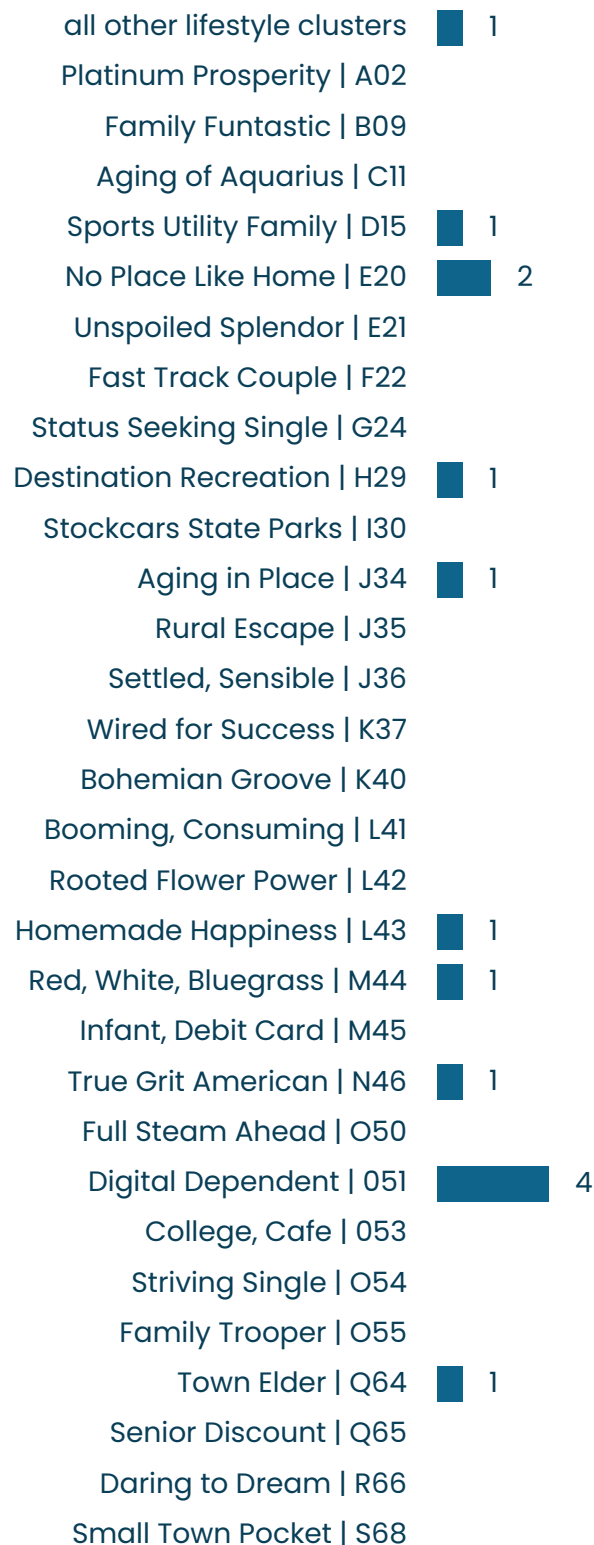 all other lifestyle clusters 1
Platinum Prosperity | A02
Family Funtastic | B09
Aging of Aquarius | C11
Sports Utility Family | D15 1
No Place Like Home | E20 2
Unspoiled Splendor | E21
Fast Track Couple | F22
Status Seeking Single | G24
Destination Recreation | H29 1
Stockcars State Parks | I30
Aging in Place | J34 1
Rural Escape | J35
Settled, Sensible | J36
Wired for Success | K37
Bohemian Groove | K40
Booming, Consuming | L41
Rooted Flower Power | L42
Homemade Happiness | L43 1
Red, White, Bluegrass | M44 1
Infant, Debit Card | M45
True Grit American | N46 1
Full Steam Ahead | O50
Digital Dependent | 051 4
College, Cafe | 053
Striving Single | O54
Family Trooper | O55
Town Elder | Q64 1
Senior Discount | Q65
Daring to Dream | R66
Small Town Pocket | S68